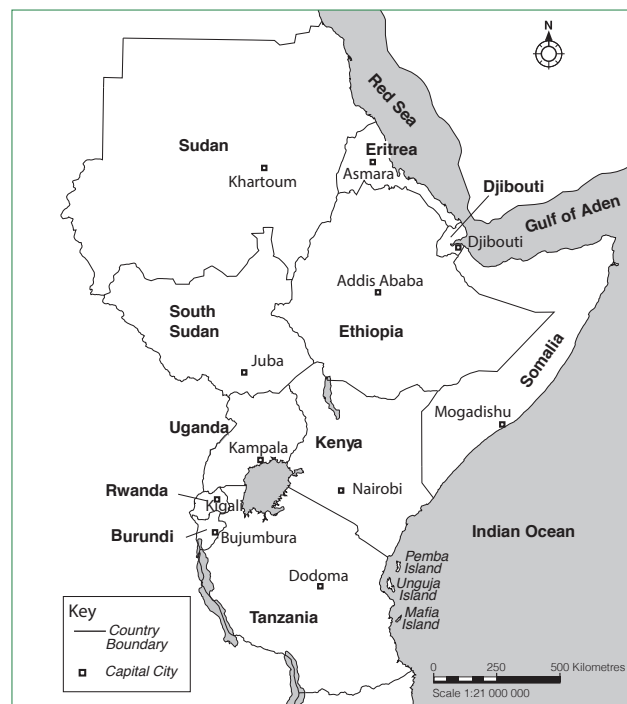 N
Red Sea
Sudan
Khartoum
Eritrea
Asmara
Djibouti
Gulf of Aden
Djibouti
Addis Ababa
Ethiopia
South
Sudan
Juba
Somalia
Mogadishu
Uganda
Kampala
Kenya
Rwanda
Kigali
Nairobi
Burundi
Bujumbura
Indian Ocean
Pemba
Island
Unguja
Island
Mafia
Island
Dodoma
Tanzania
Key
Country
Boundary
Capital City
0 250 500 Kilometres
Scale 1:21 000 000